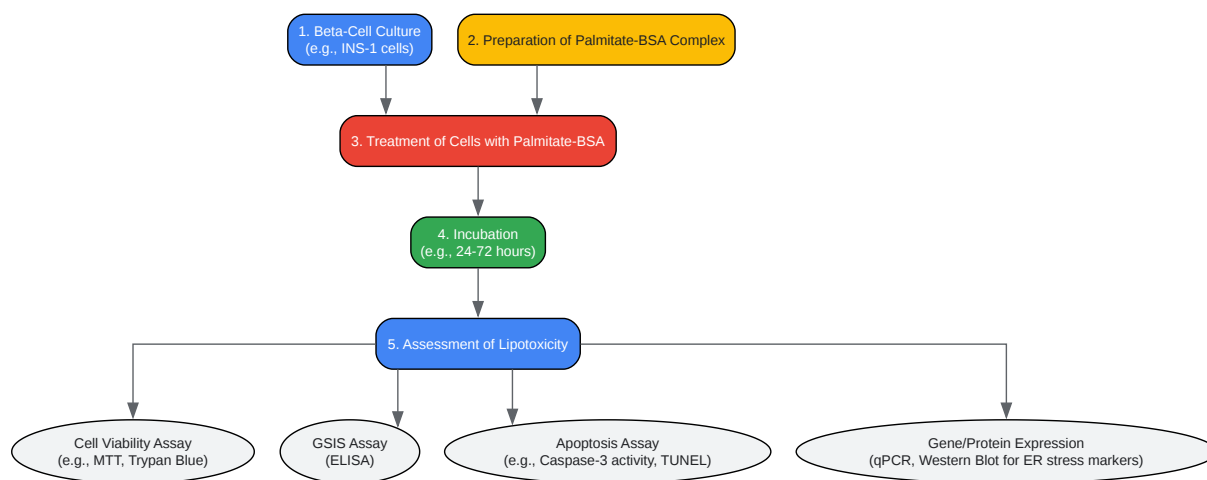 1. Beta-Cell Culture
(e.g., INS-1 cells)
2. Preparation of Palmitate-BSA Complex
3. Treatment of Cells with Palmitate-BSA
4. Incubation
(e.g., 24-72 hours)
5. Assessment of Lipotoxicity
Cell Viability Assay
(e.g., MTT, Trypan Blue)
GSIS Assay
(ELISA)
Apoptosis Assay
(e.g., Caspase-3 activity, TUNEL)
Gene/Protein Expression
(qPCR, Western Blot for ER stress markers)